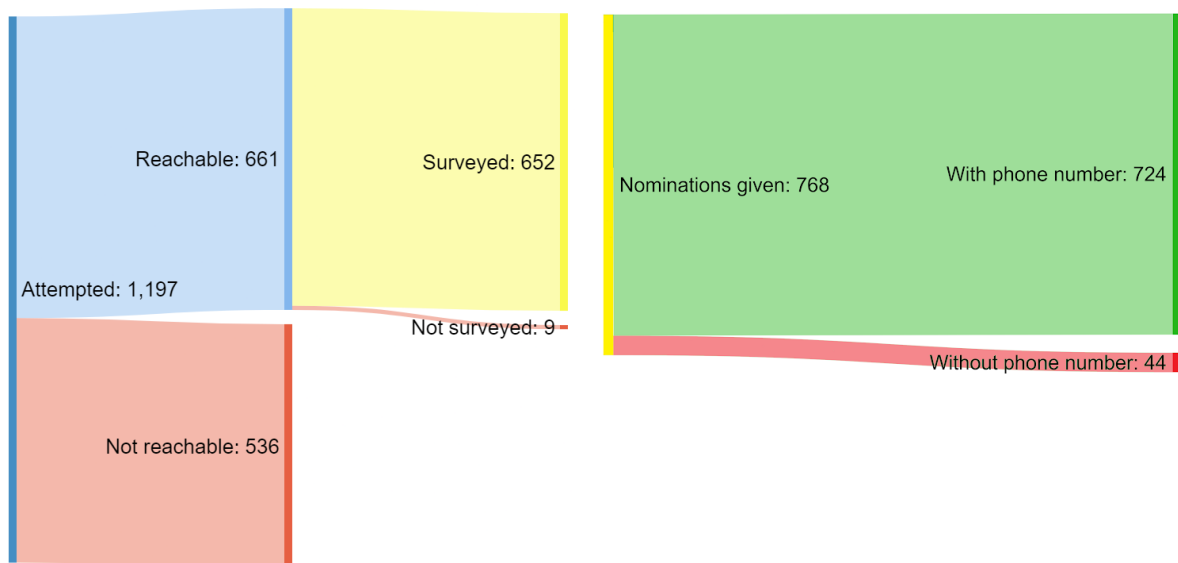 Reachable: 661
Surveyed: 652
Attempted: 1,197
Not surveyed: 9
Not reachable: 536
Nominations given: 768
With phone number: 724
Without phone number: 44